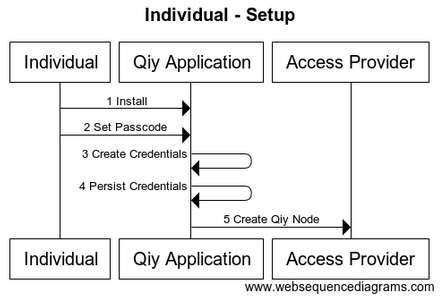 Individual - Setup
Individual
Qiy Application
Access Provider
1 Install
2 Set Passcode
3 Create Credentials
4 Persist Credentials
5 Create Qiy Node
Individual
Qiy Application
Access Provider
www.websequencediagrams.com